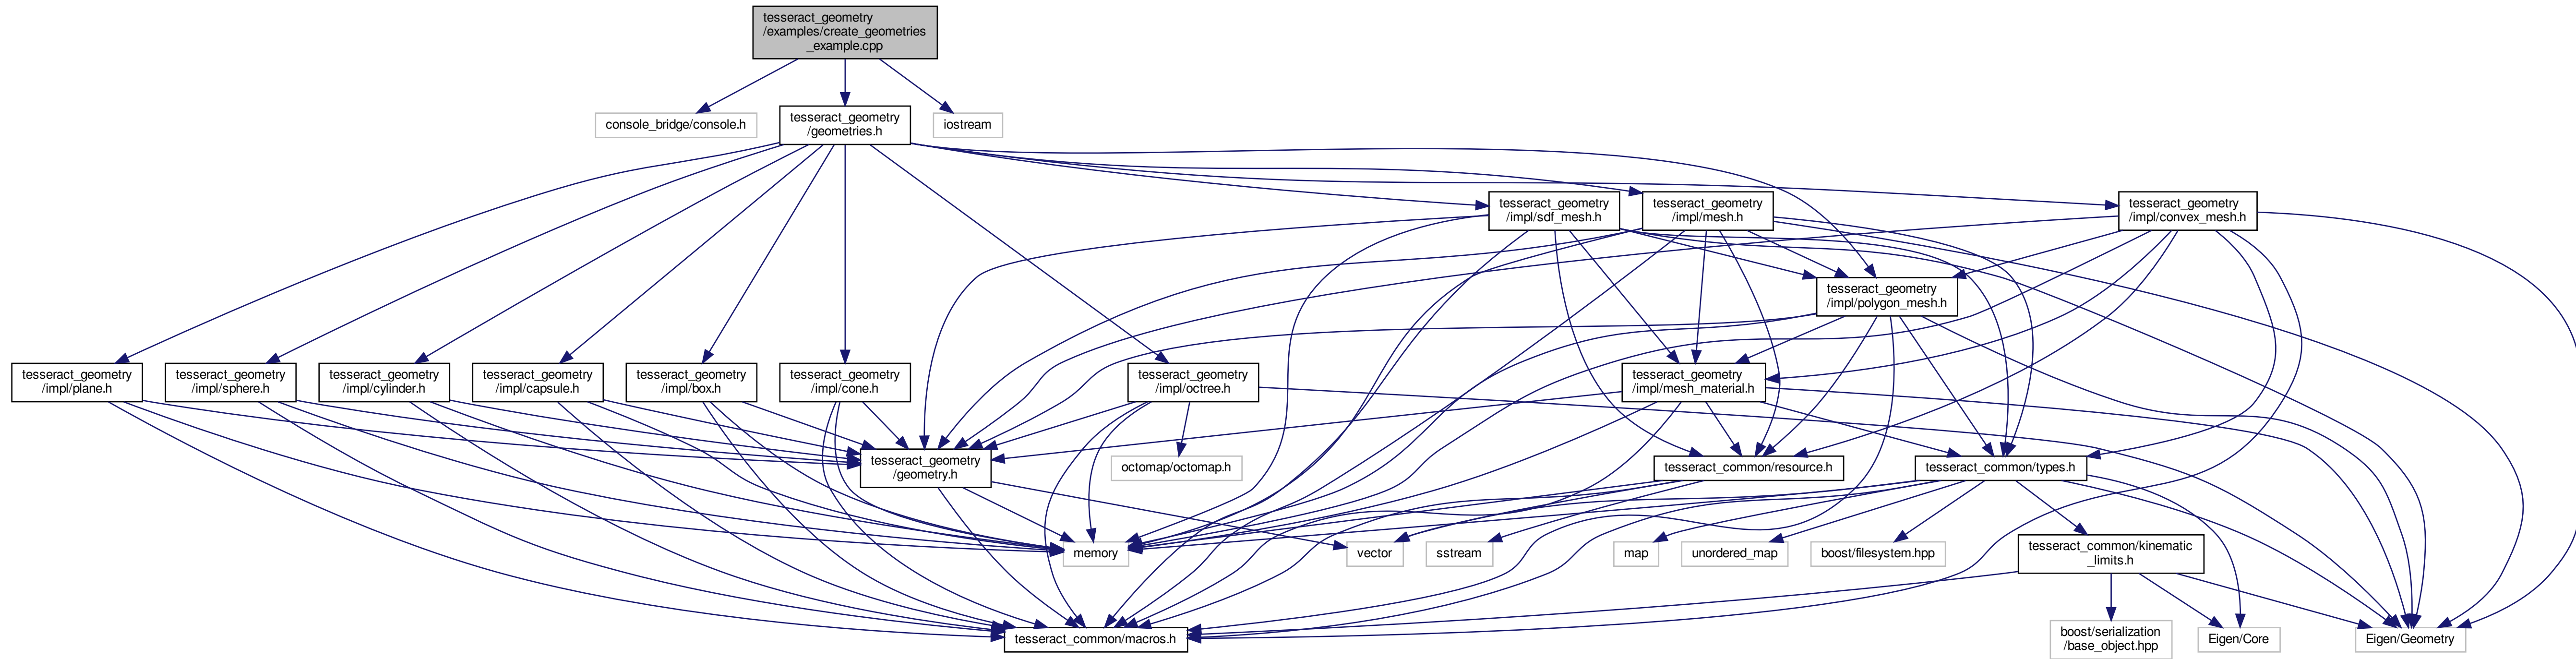 tesseract_geometry
/examples/create_geometries
_example.cpp
console_bridge/console.h
tesseract_geometry
/geometries.h
iostream
tesseract_geometry
/impl/sdf_mesh.h
tesseract_geometry
/impl/mesh.h
tesseract_geometry
/impl/convex_mesh.h
tesseract_geometry
/impl/polygon_mesh.h
tesseract_geometry
/impl/plane.h
tesseract_geometry
/impl/sphere.h
tesseract_geometry
/impl/cylinder.h
tesseract_geometry
/impl/capsule.h
tesseract_geometry
/impl/box.h
tesseract_geometry
/impl/cone.h
tesseract_geometry
/impl/octree.h
tesseract_geometry
/impl/mesh_material.h
tesseract_geometry
/geometry.h
octomap/octomap.h
tesseract_common/resource.h
tesseract_common/types.h
memory
vector
sstream
map
unordered_map
boost/filesystem.hpp
tesseract_common/kinematic
_limits.h
tesseract_common/macros.h
boost/serialization
/base_object.hpp
Eigen/Core
Eigen/Geometry